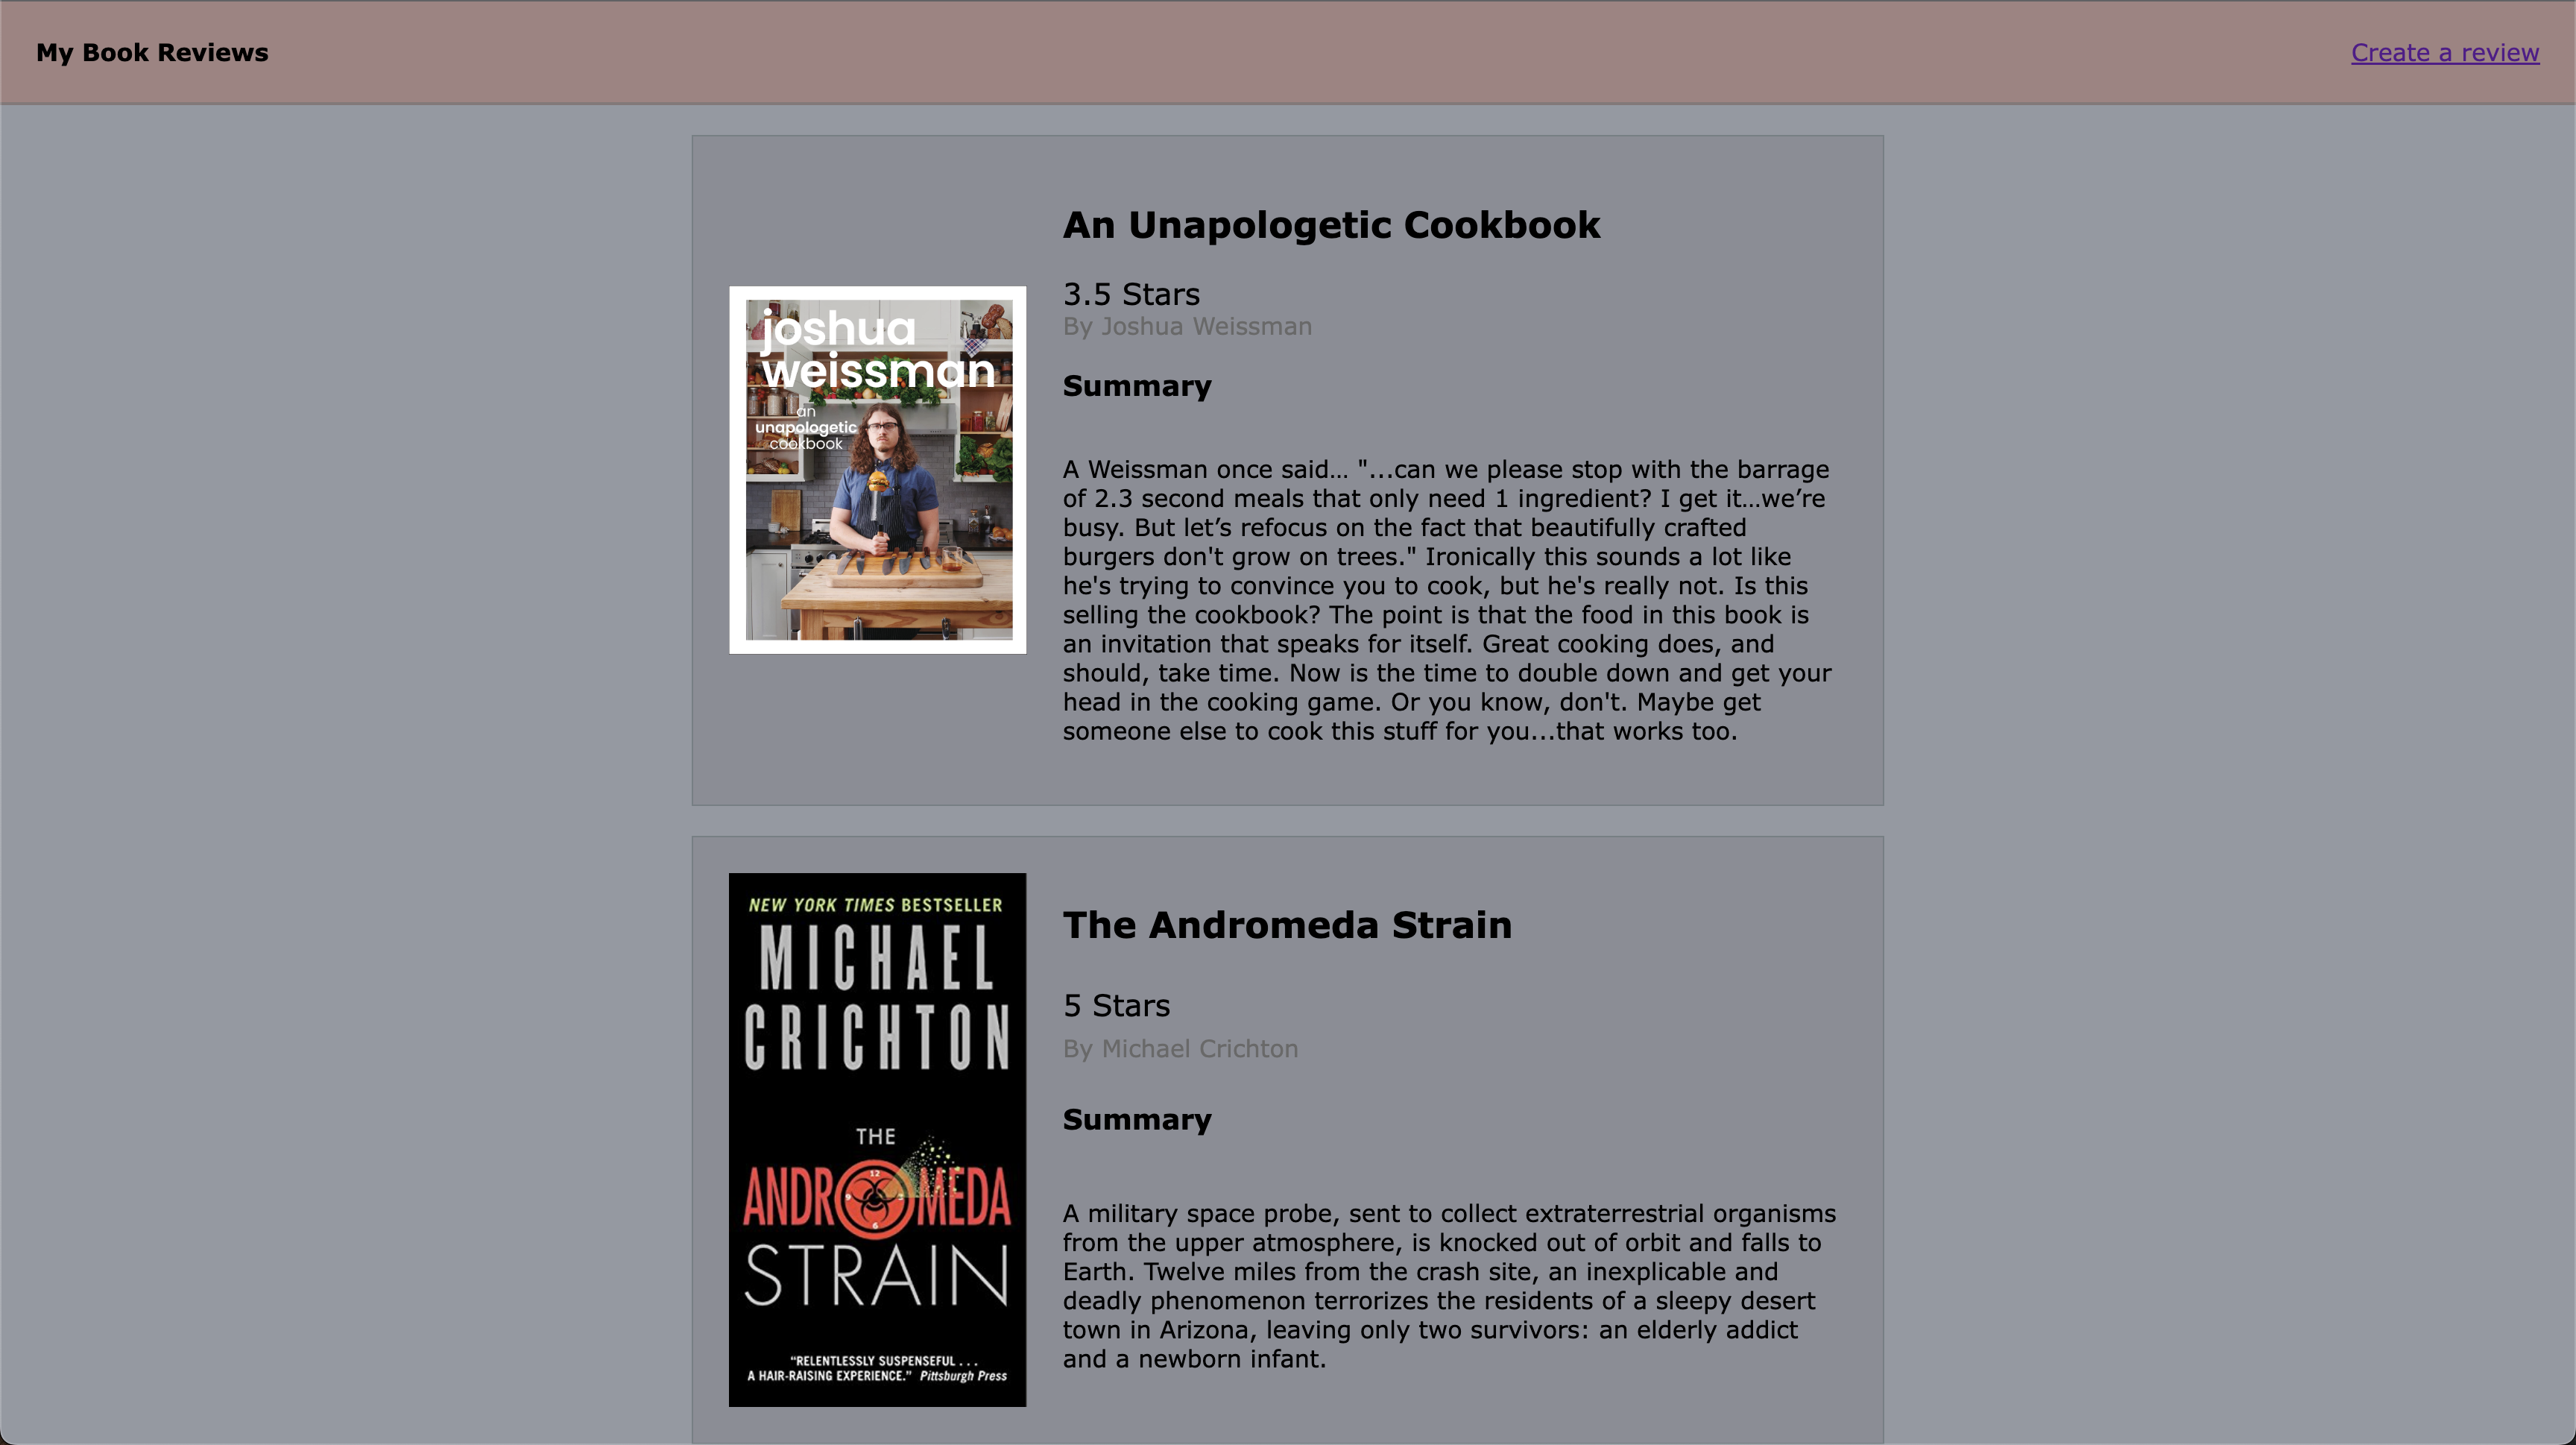 My Book Reviews
Create a review
joshua
weissman
an
unapologetic
cookbook
An Unapologetic Cookbook
3.5 Stars
By Joshua Weissman
Summary
A Weissman once said… "...can we please stop with the barrage
of 2.3 second meals that only need 1 ingredient? I get it…we’re
busy. But let’s refocus on the fact that beautifully crafted
burgers don't grow on trees." Ironically this sounds a lot like
he's trying to convince you to cook, but he's really not. Is this
selling the cookbook? The point is that the food in this book is
an invitation that speaks for itself. Great cooking does, and
should, take time. Now is the time to double down and get your
head in the cooking game. Or you know, don't. Maybe get
someone else to cook this stuff for you...that works too.
NEW YORK TIMES BESTSELLER
MICHAEL
CRICHTON
THE
12
ANDROMEDA
9
6
STRAIN
“RELENTLESSLY SUSPENSEFUL . . .
A HAIR-RAISING EXPERIENCE.” Pittsburgh Press
The Andromeda Strain
5 Stars
By Michael Crichton
Summary
A military space probe, sent to collect extraterrestrial organisms
from the upper atmosphere, is knocked out of orbit and falls to
Earth. Twelve miles from the crash site, an inexplicable and
deadly phenomenon terrorizes the residents of a sleepy desert
town in Arizona, leaving only two survivors: an elderly addict
and a newborn infant.